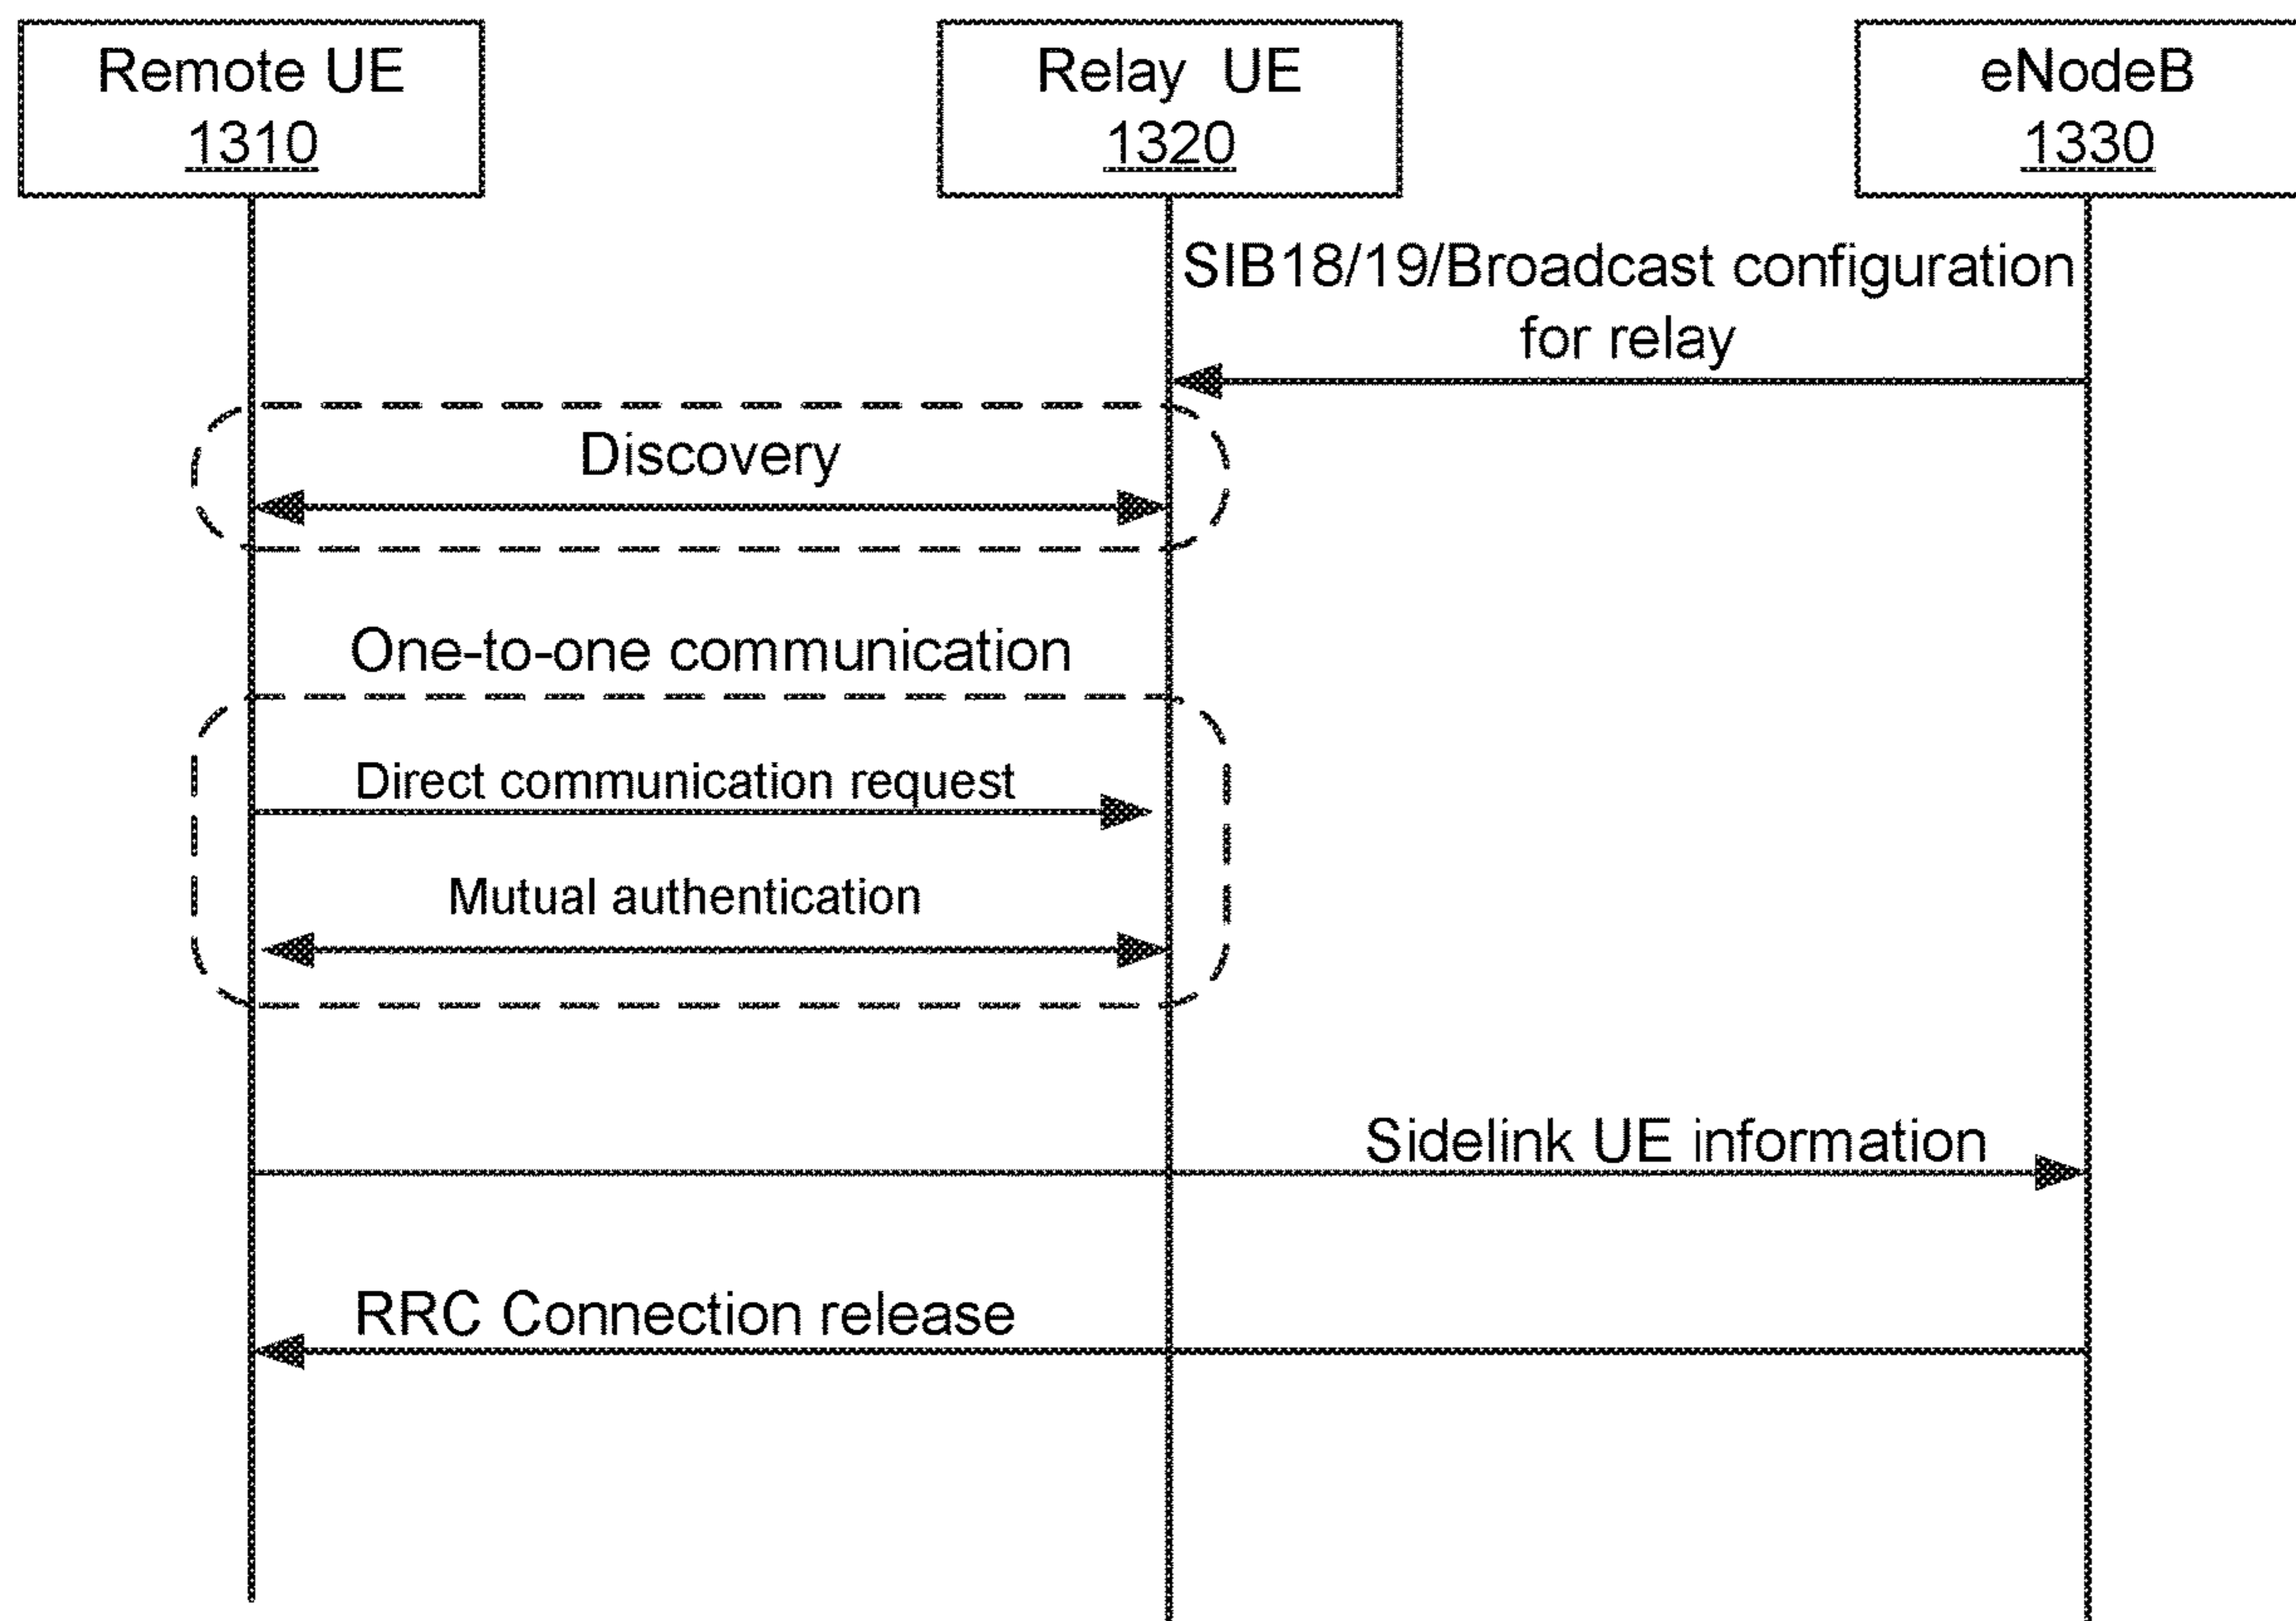 Remote UE
1310
Relay UE
1320
eNodeB
1330
SIB18/19/Broadcast configuration
for relay
Discovery
One-to-one communication
Direct communication request
Mutual authentication
Sidelink UE information
RRC Connection release